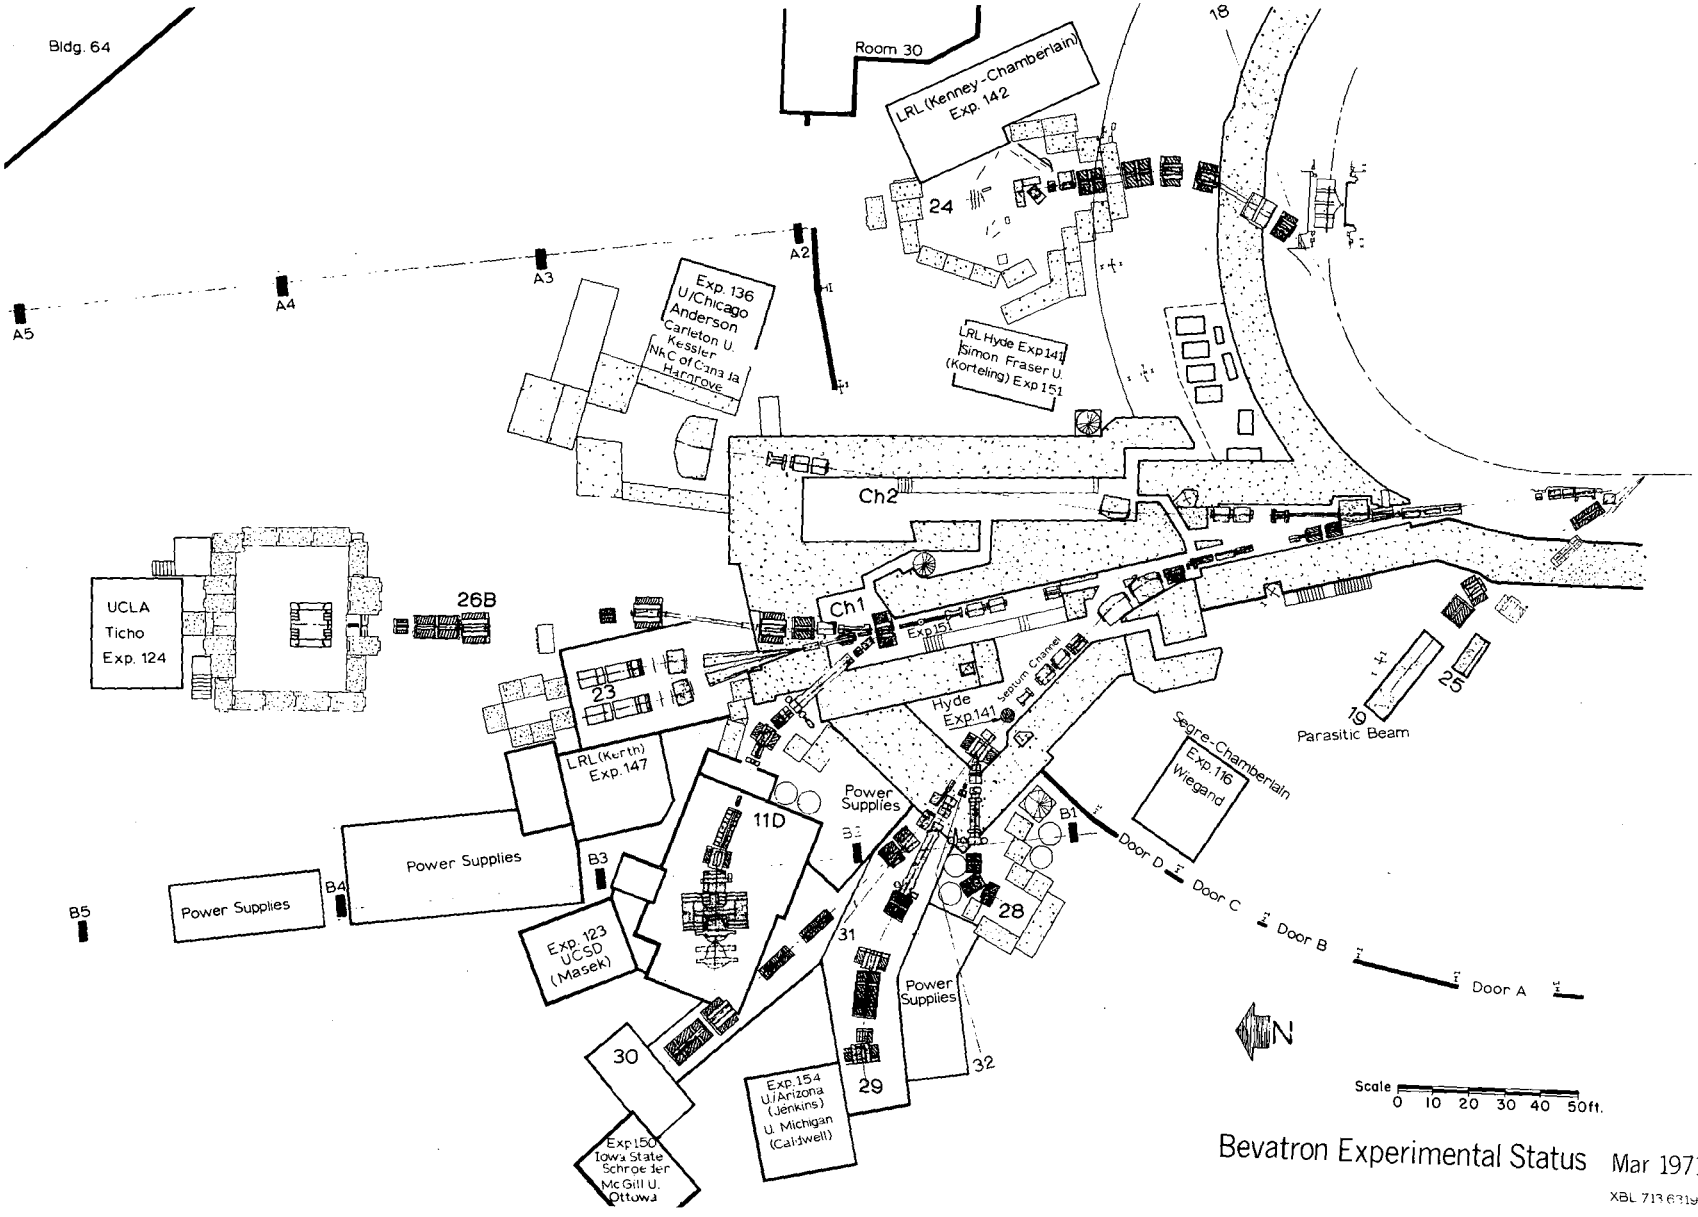 Bldg. 64
Room 30
18
LRL (Kenney-Chamberlain)
Exp. 142
24
A2
A3
A4
A5
Exp. 136
U/Chicago
Anderson
Carleton U.
Kessler
NRC of Canada
Hargrove
LRL Hyde Exp 141
Simon Fraser U.
(Korteling) Exp 151
Ch2
Ch1
Exp 151
26B
UCLA
Ticho
Exp. 124
23
Septum Channel
Hyde
Exp.141
25
19
Parasitic Beam
Segre-Chamberlain
Exp. 116
Wiegand
LRL (Kerth)
Exp. 147
Power
Supplies
11D
B1
Door D
Door C
Door B
Door A
Power Supplies
B3
B4
Power Supplies
B5
28
31
Exp. 123
UCSD
(Masek)
Power
Supplies
N
30
29
32
Exp. 154
U./Arizona
(Jenkins)
U. Michigan
(Caldwell)
Scale
0 10 20 30 40 50ft.
Exp 150
Iowa State
Schroeder
McGill U.
Ottowa
Bevatron Experimental Status Mar 1971
XBL 713 6319